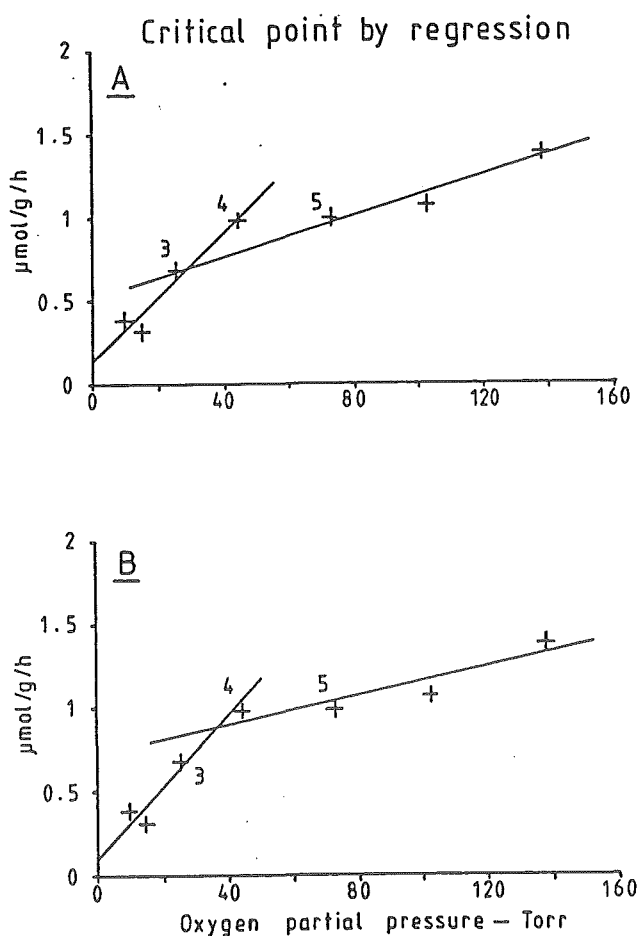 Critical point by regression
A
2
1.5
1
0.5
0
μmol/g/h
3
4
5
0 40 80 120 160
B
2
1.5
1
0.5
0
μmol/g/h
4
3
5
0 40 80 120 160
Oxygen partial pressure — Torr